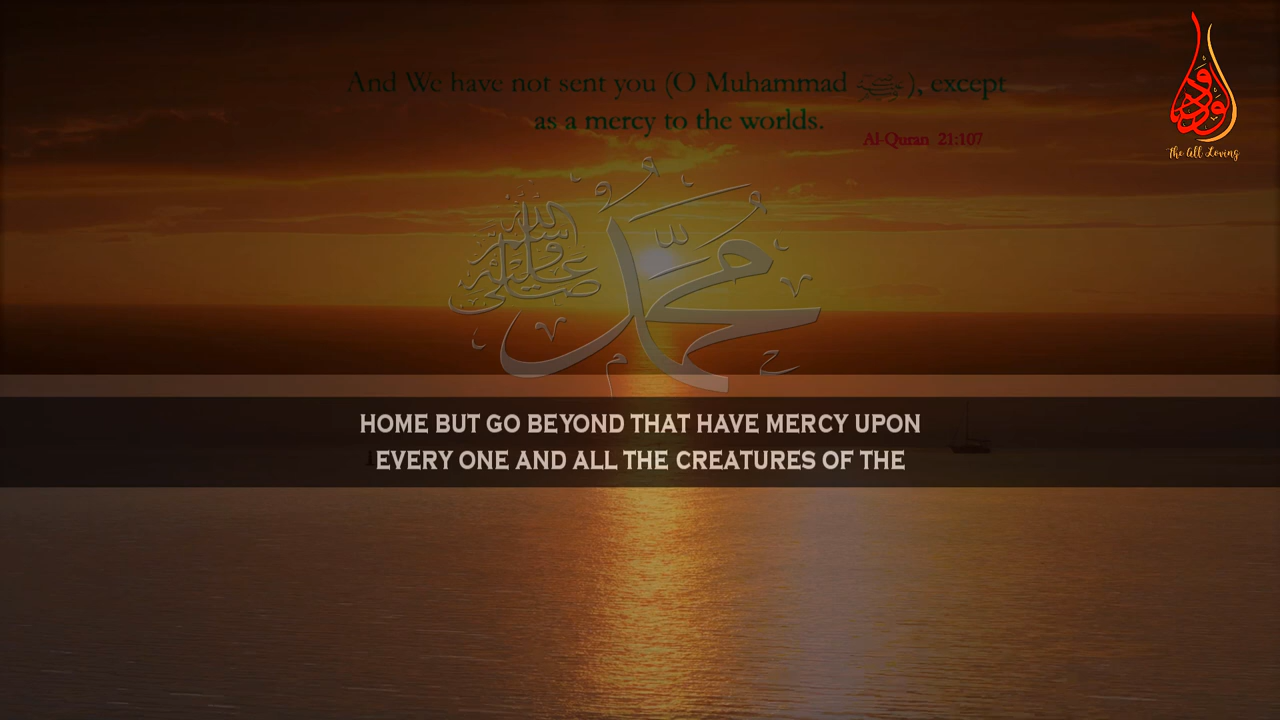 And We have not sent you (O Muhammad ﷺ), except
as a mercy to the worlds.
Al-Quran 21:107
الودود
The All Loving
محمد
صلى الله عليه وسلم
HOME BUT GO BEYOND THAT HAVE MERCY UPON
EVERY ONE AND ALL THE CREATURES OF THE